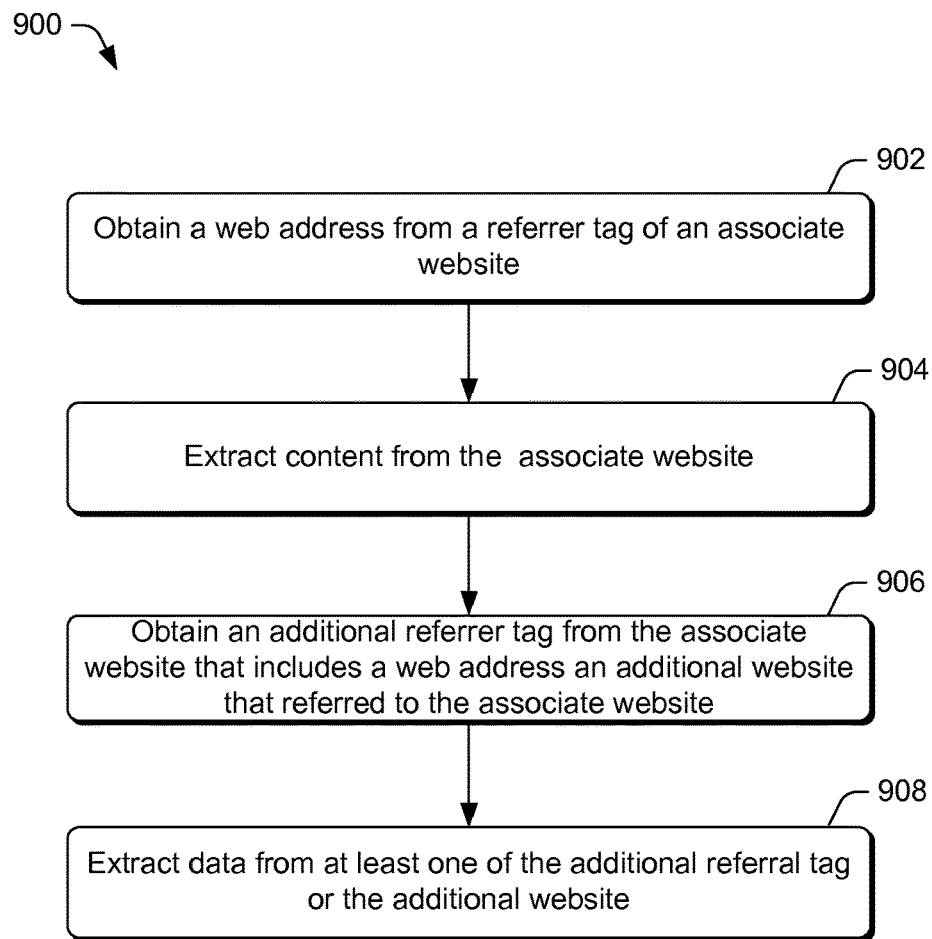 900
902
Obtain a web address from a referrer tag of an associate
website
904
Extract content from the associate website
906
Obtain an additional referrer tag from the associate
website that includes a web address an additional website
that referred to the associate website
908
Extract data from at least one of the additional referral tag
or the additional website